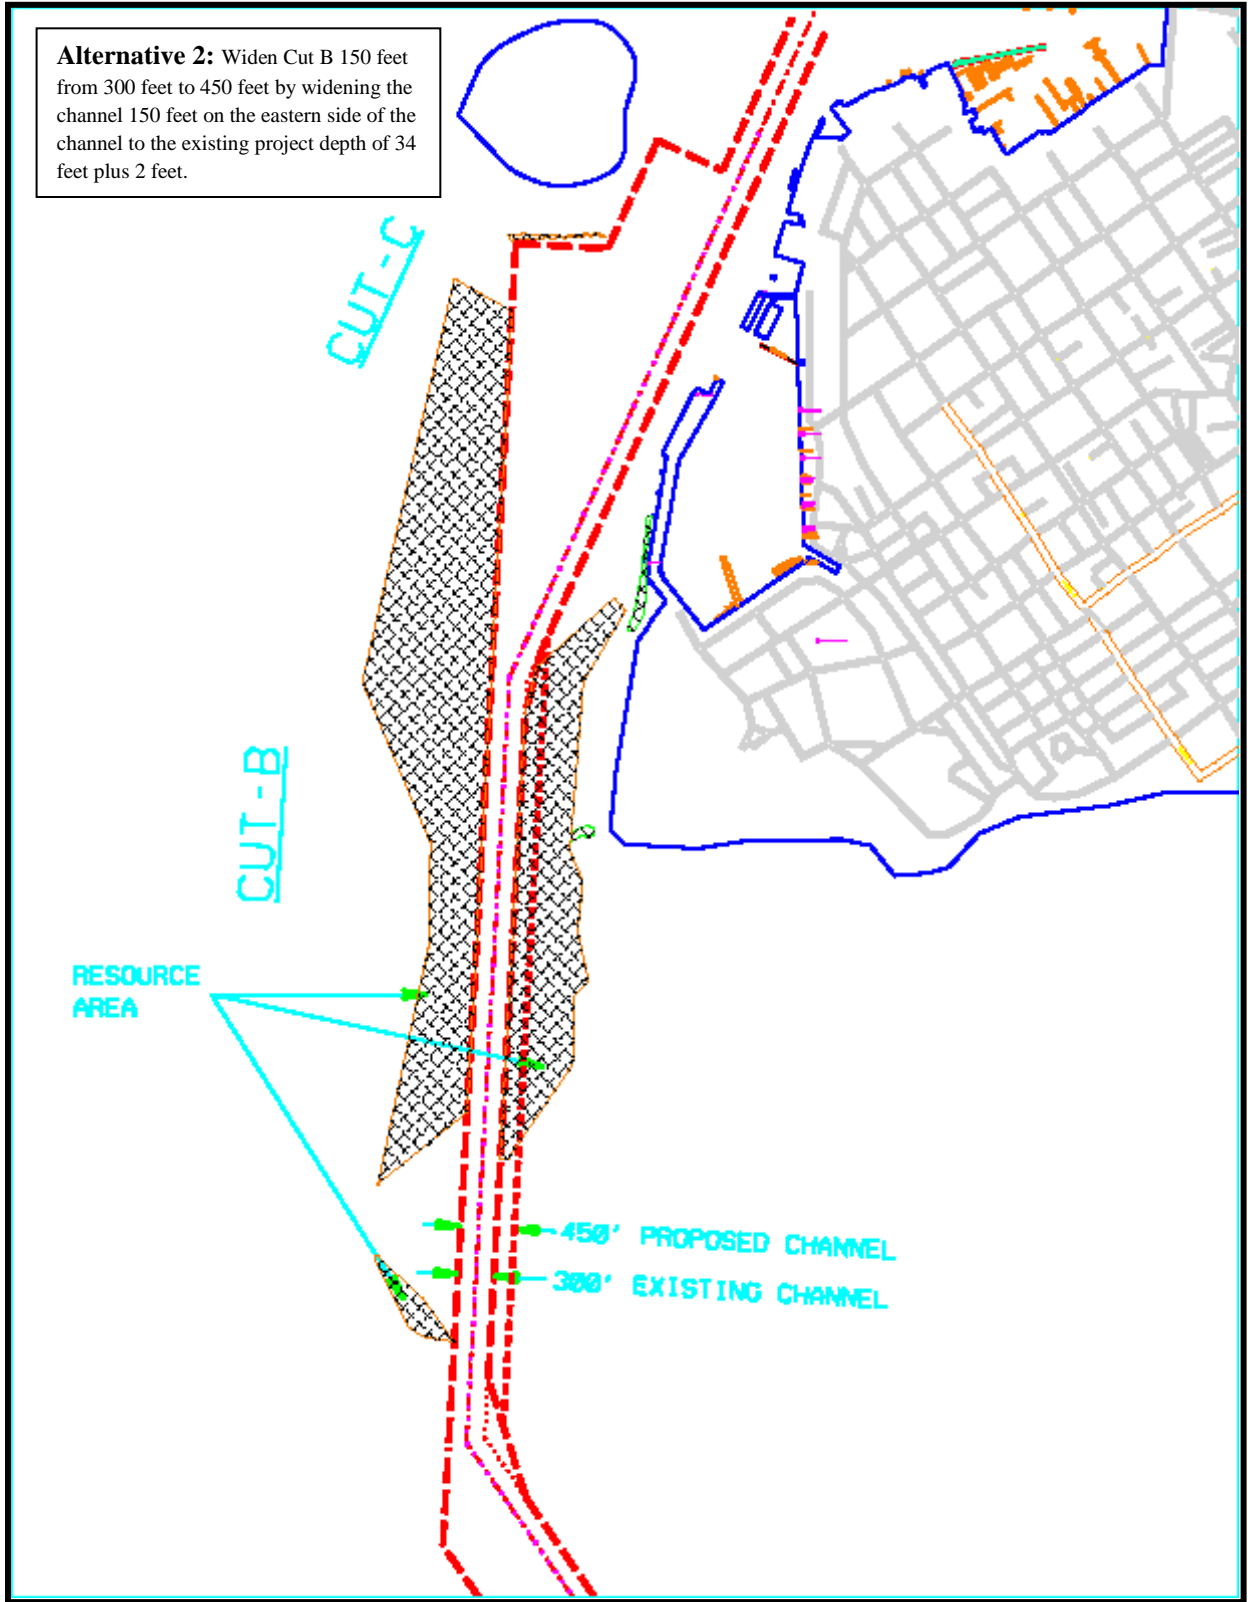 Alternative 2: Widen Cut B 150 feet
from 300 feet to 450 feet by widening the
channel 150 feet on the eastern side of the
channel to the existing project depth of 34
feet plus 2 feet.
CUT-C
CUT-B
RESOURCE
AREA
450' PROPOSED CHANNEL
300' EXISTING CHANNEL